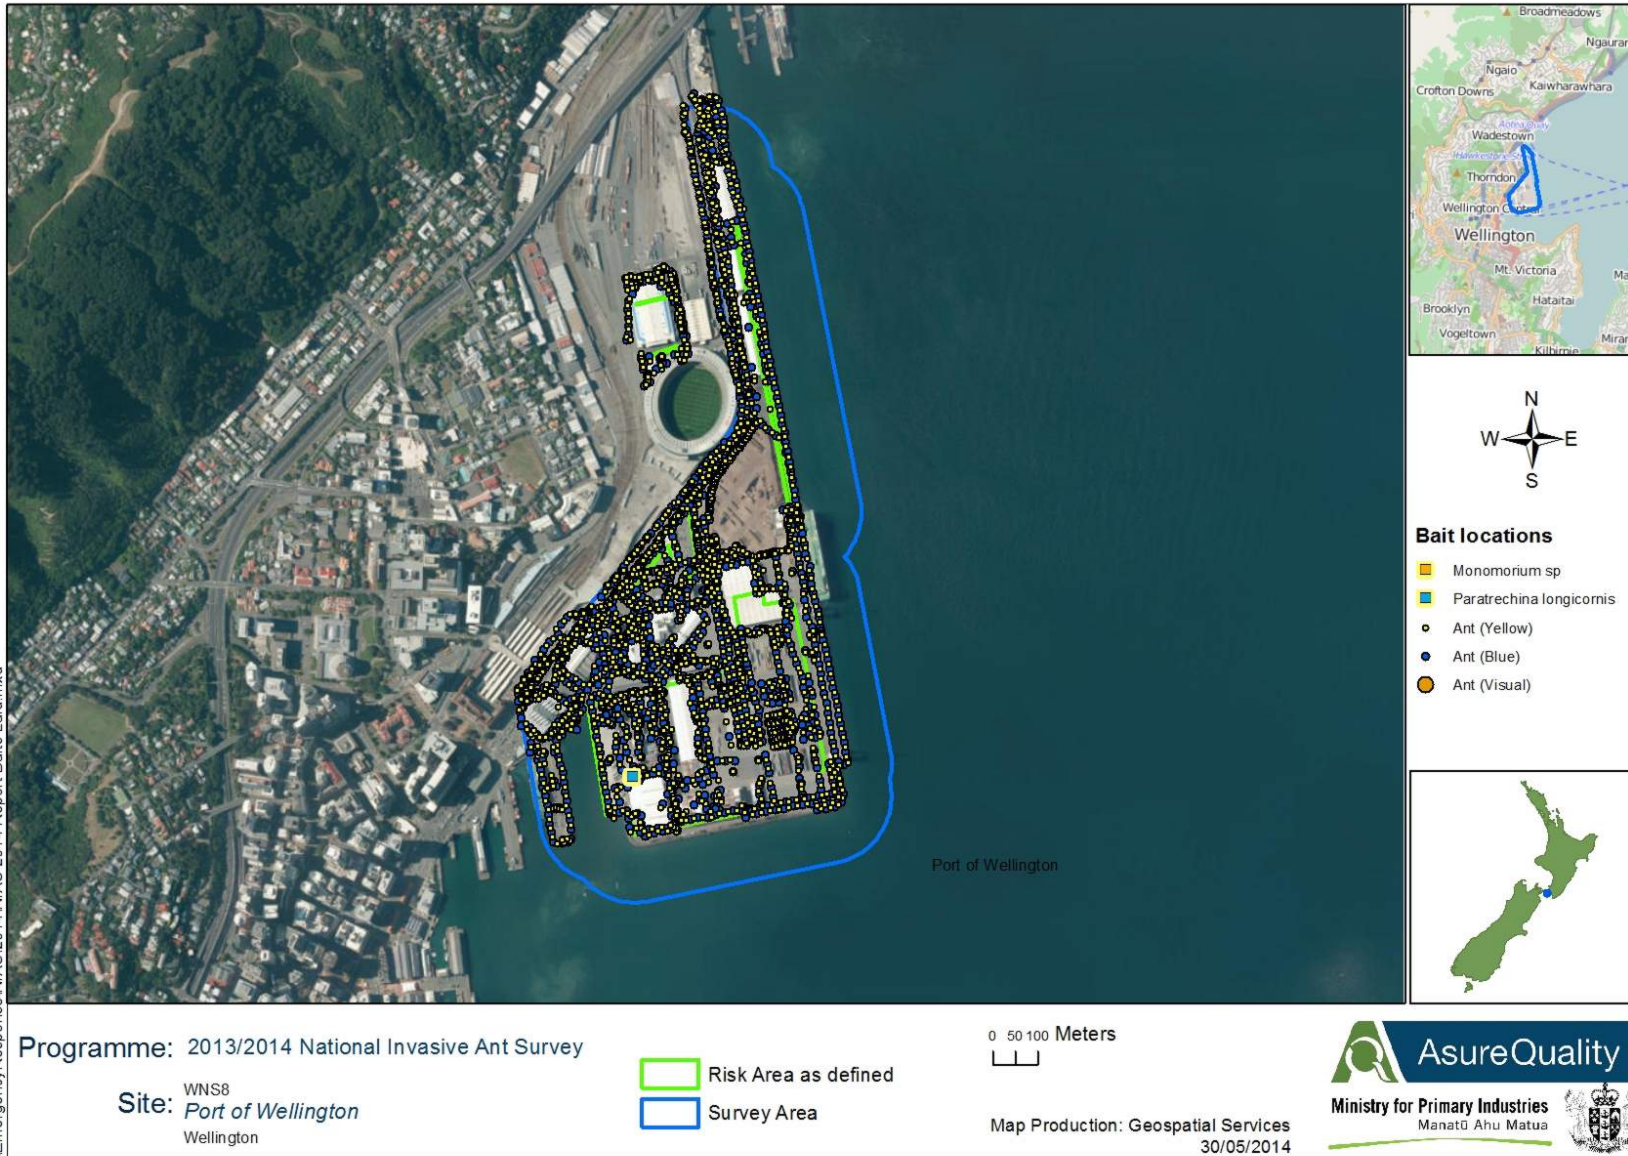 Broadmeadows
Ngaio
Crofton Downs
Kaiwharawhara
Aotea Quay
Wadestown
Thorndon
Wellington
Mt. Victoria
Hataitai
Brooklyn
Vogeltown
Kilbirnie
N
W E
S
Bait locations
Monomorium sp
Paratrechina longicornis
Ant (Yellow)
Ant (Blue)
Ant (Visual)
Port of Wellington
Programme: 2013/2014 National Invasive Ant Survey
Site: WNS8
Port of Wellington
Wellington
Risk Area as defined
Survey Area
0 50 100 Meters
Map Production: Geospatial Services
30/05/2014
AsureQuality
Ministry for Primary Industries
Manatū Ahu Matua